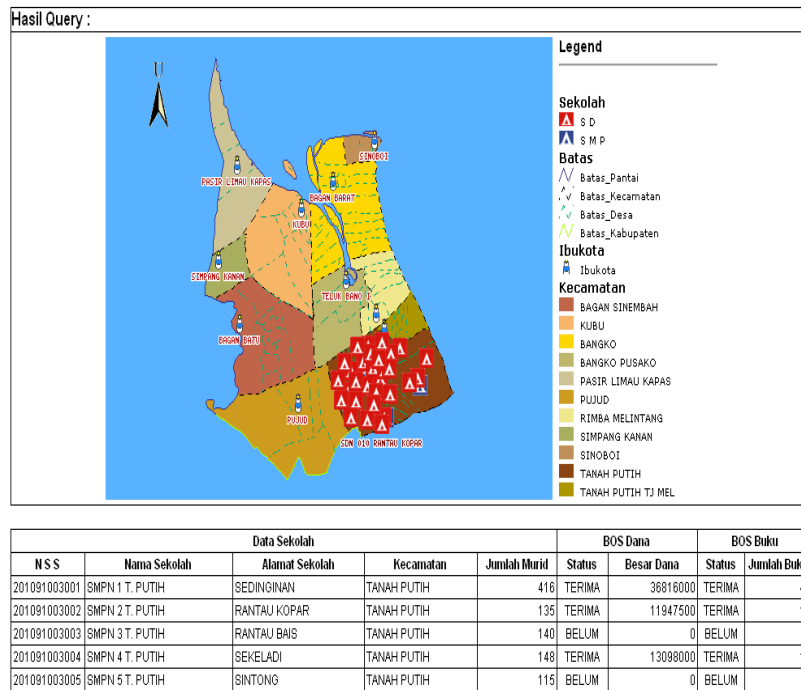 Hasil Query :
U
Legend
Sekolah
S D
S M P
Batas
Batas_Pantai
Batas_Kecamatan
Batas_Desa
Batas_Kabupaten
Ibukota
Ibukota
Kecamatan
BAGAN SINEMBAH
KUBU
BANGKO
BANGKO PUSAKO
PASIR LIMAU KAPAS
PUJUD
RIMBA MELINTANG
SIMPANG KANAN
SINOBOI
TANAH PUTIH
TANAH PUTIH TJ MEL
SINOBOI
PASIR LIMAU KAPAS
BAGAN BARAT
KUBU
SIMPANG KANAN
TELUK BANO I
BAGAN BATU
PUJUD
SDN 010 RANTAU KOPAR
Data Sekolah BOS Dana BOS Buku
N S S Nama Sekolah Alamat Sekolah Kecamatan Jumlah Murid Status Besar Dana Status Jumlah Buk
201091003001 SMPN 1 T. PUTIH SEDINGINAN TANAH PUTIH 416 TERIMA 36816000 TERIMA
201091003002 SMPN 2 T. PUTIH RANTAU KOPAR TANAH PUTIH 135 TERIMA 11947500 TERIMA
201091003003 SMPN 3 T. PUTIH RANTAU BAIS TANAH PUTIH 140 BELUM 0 BELUM
201091003004 SMPN 4 T. PUTIH SEKELADI TANAH PUTIH 148 TERIMA 13098000 TERIMA
201091003005 SMPN 5 T. PUTIH SINTONG TANAH PUTIH 115 BELUM 0 BELUM